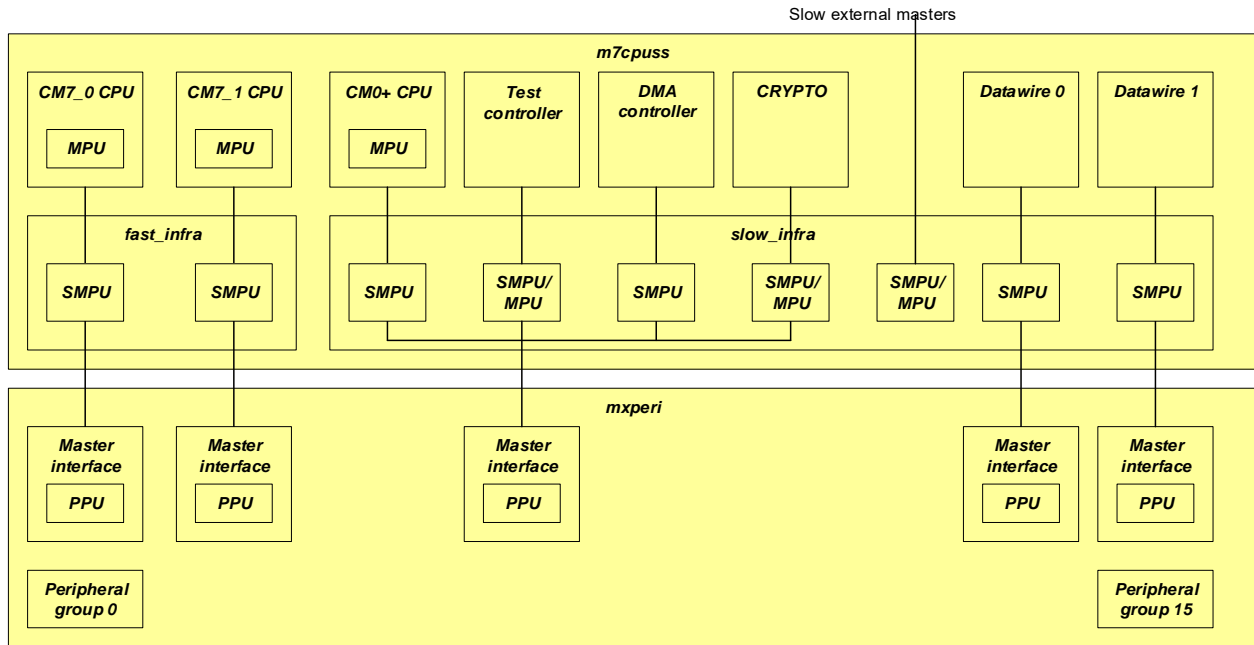 Slow external masters
m7cpuss
CM7_0 CPU
MPU
CM7_1 CPU
MPU
CM0+ CPU
MPU
Test
controller
DMA
controller
CRYPTO
Datawire 0
Datawire 1
fast_infra
slow_infra
SMPU
SMPU
SMPU
SMPU/
MPU
SMPU
SMPU/
MPU
SMPU/
MPU
SMPU
SMPU
mxperi
Master
interface
PPU
Master
interface
PPU
Master
interface
PPU
Master
interface
PPU
Master
interface
PPU
Peripheral
group 0
Peripheral
group 15